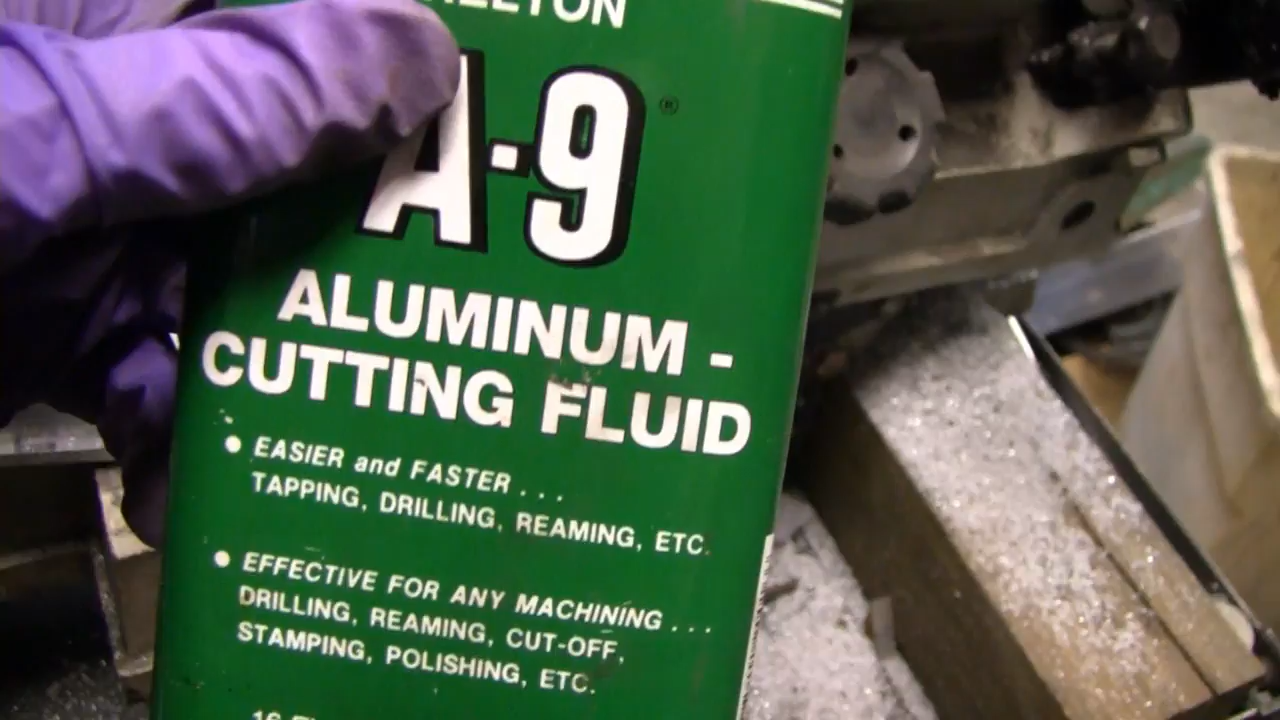 A-9®
ALUMINUM -
CUTTING FLUID
• EASIER and FASTER . . .
TAPPING, DRILLING, REAMING, ETC.
• EFFECTIVE FOR ANY MACHINING . . .
DRILLING, REAMING, CUT-OFF,
STAMPING, POLISHING, ETC.
16